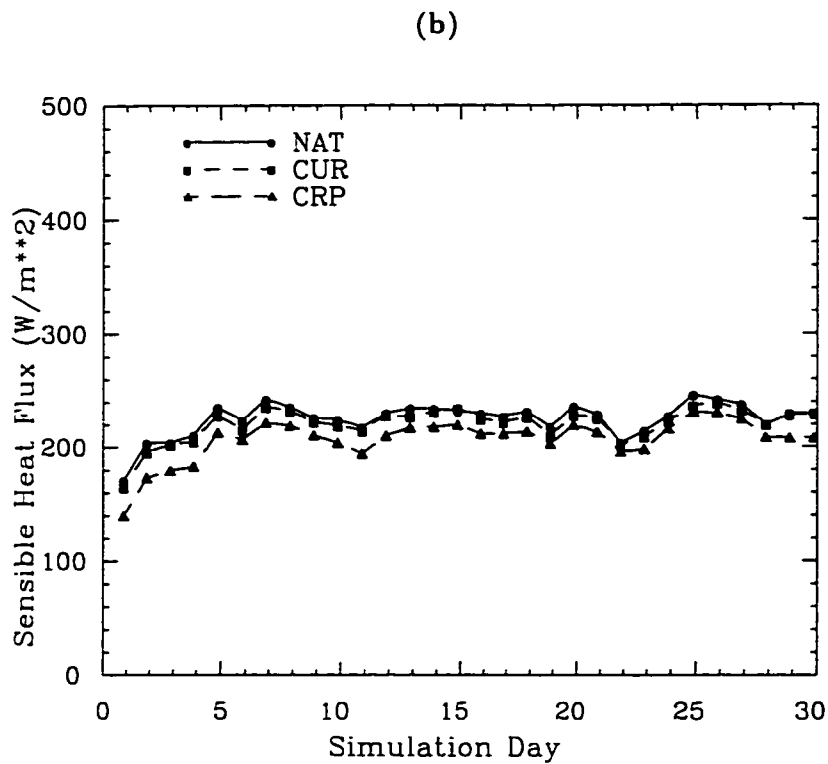 (b)
500
400
300
200
100
0
Sensible Heat Flux (W/m**2)
NAT
CUR
CRP
0 5 10 15 20 25 30
Simulation Day